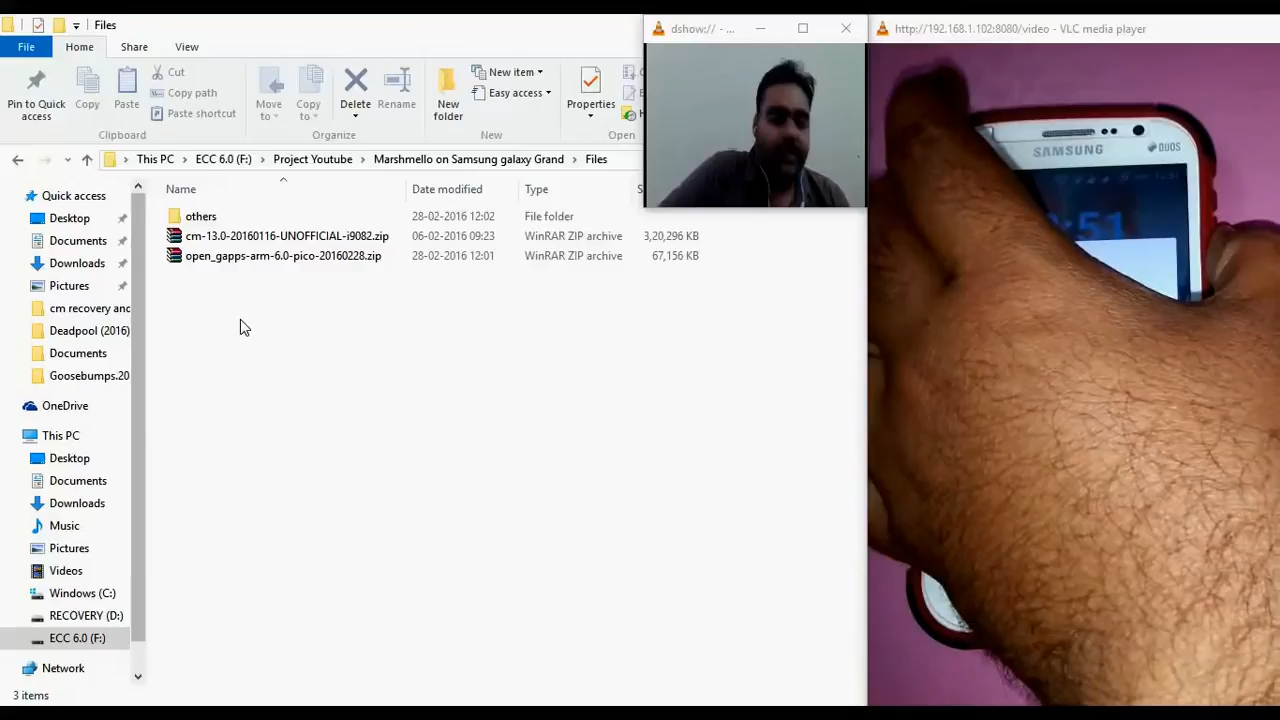 Files
dshow:// - ...
http://192.168.1.102:8080/video - VLC media player
File
Home
Share
View
Pin to Quick access
Copy
Paste
Cut
Copy path
Paste shortcut
Clipboard
Move to
Copy to
Delete
Rename
Organize
New folder
New item
Easy access
New
Properties
Open
This PC > ECC 6.0 (F:) > Project Youtube > Marshmello on Samsung galaxy Grand > Files
Name
Date modified
Type
S
others
28-02-2016 12:02
File folder
cm-13.0-20160116-UNOFFICIAL-i9082.zip
06-02-2016 09:23
WinRAR ZIP archive
3,20,296 KB
open_gapps-arm-6.0-pico-20160228.zip
28-02-2016 12:01
WinRAR ZIP archive
67,156 KB
Quick access
Desktop
Documents
Downloads
Pictures
cm recovery and
Deadpool (2016)
Documents
Goosebumps.20
OneDrive
This PC
Desktop
Documents
Downloads
Music
Pictures
Videos
Windows (C:)
RECOVERY (D:)
ECC 6.0 (F:)
Network
3 items
SAMSUNG
DUOS
:51